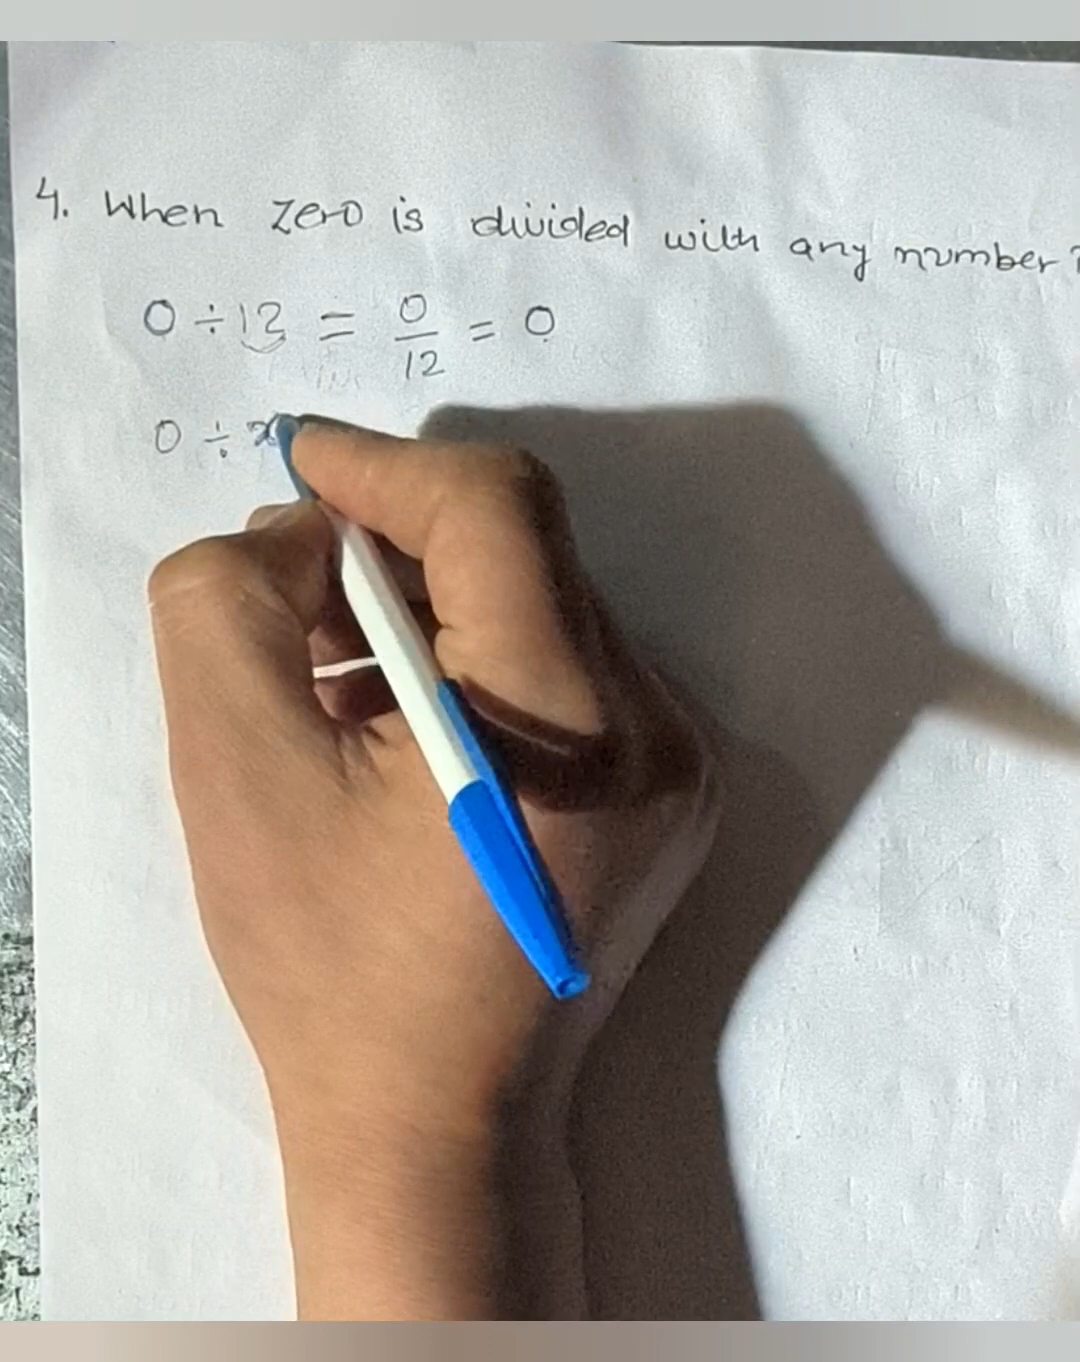 4. When zero is divided with any number?
0 ÷ 12 = 0/12 = 0
0 ÷ x